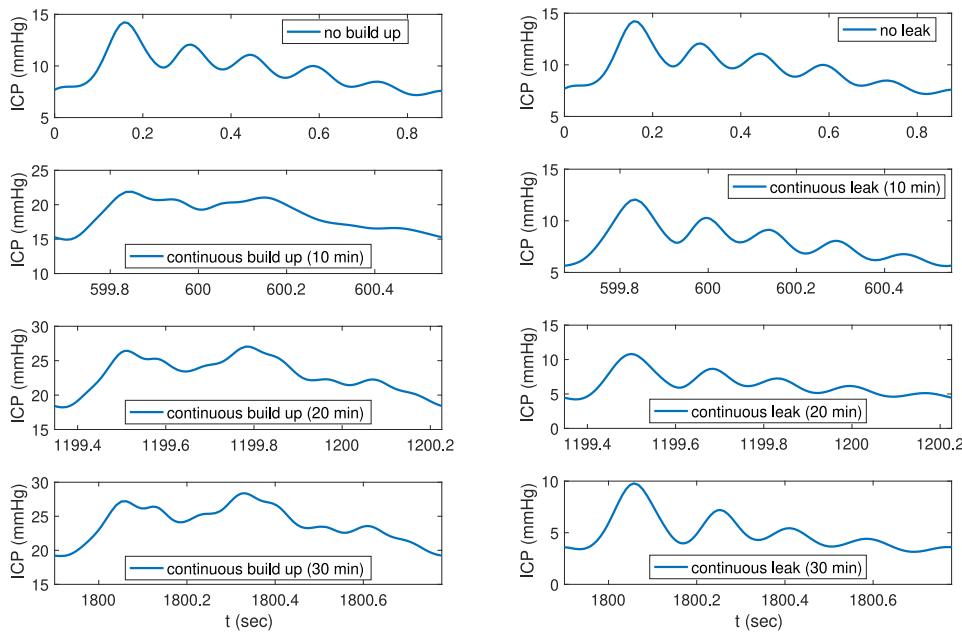 ICP (mmHg)
15
10
5
no build up
0 0.2 0.4 0.6 0.8
ICP (mmHg)
15
10
5
no leak
0 0.2 0.4 0.6 0.8
ICP (mmHg)
25
20
15
10
continuous build up (10 min)
599.8 600 600.2 600.4
ICP (mmHg)
15
10
5
continuous leak (10 min)
599.8 600 600.2 600.4
ICP (mmHg)
30
25
20
15
continuous build up (20 min)
1199.4 1199.6 1199.8 1200 1200.2
ICP (mmHg)
15
10
5
0
continuous leak (20 min)
1199.4 1199.6 1199.8 1200 1200.2
ICP (mmHg)
30
25
20
15
continuous build up (30 min)
1800 1800.2 1800.4 1800.6
t (sec)
ICP (mmHg)
10
5
0
continuous leak (30 min)
1800 1800.2 1800.4 1800.6
t (sec)